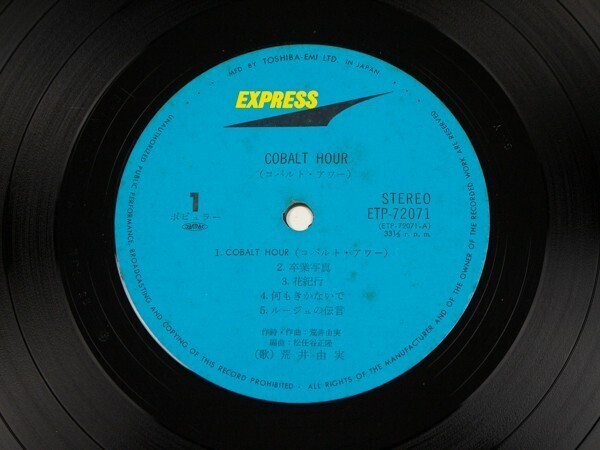 MFD BY TOSHIBA-EMI LTD. IN JAPAN
EXPRESS
COBALT HOUR
(コバルト・アワー)
1
ポピュラー
STEREO
ETP-72071
(ETP-72071-A)
33⅓ r.p.m.
1. COBALT HOUR (コバルト・アワー)
2. 卒業写真
3. 花紀行
4. 何もきかないで
5. ルージュの伝言
作詩・作曲：荒井由実
編曲：松任谷正隆
(歌) 荒井由実
UNAUTHORIZED PUBLIC PERFORMANCE, BROADCASTING AND COPYING OF THIS RECORD PROHIBITED • ALL RIGHTS OF THE MANUFACTURER AND OF THE OWNER OF THE RECORDED WORK ARE RESERVED